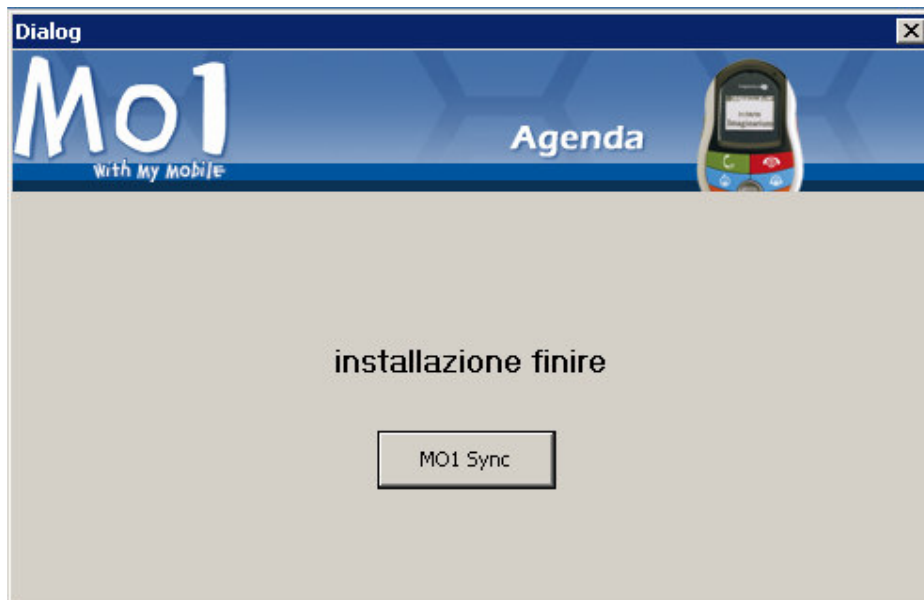 Dialog
Mo1
With My Mobile
Agenda
installazione finire
MO1 Sync